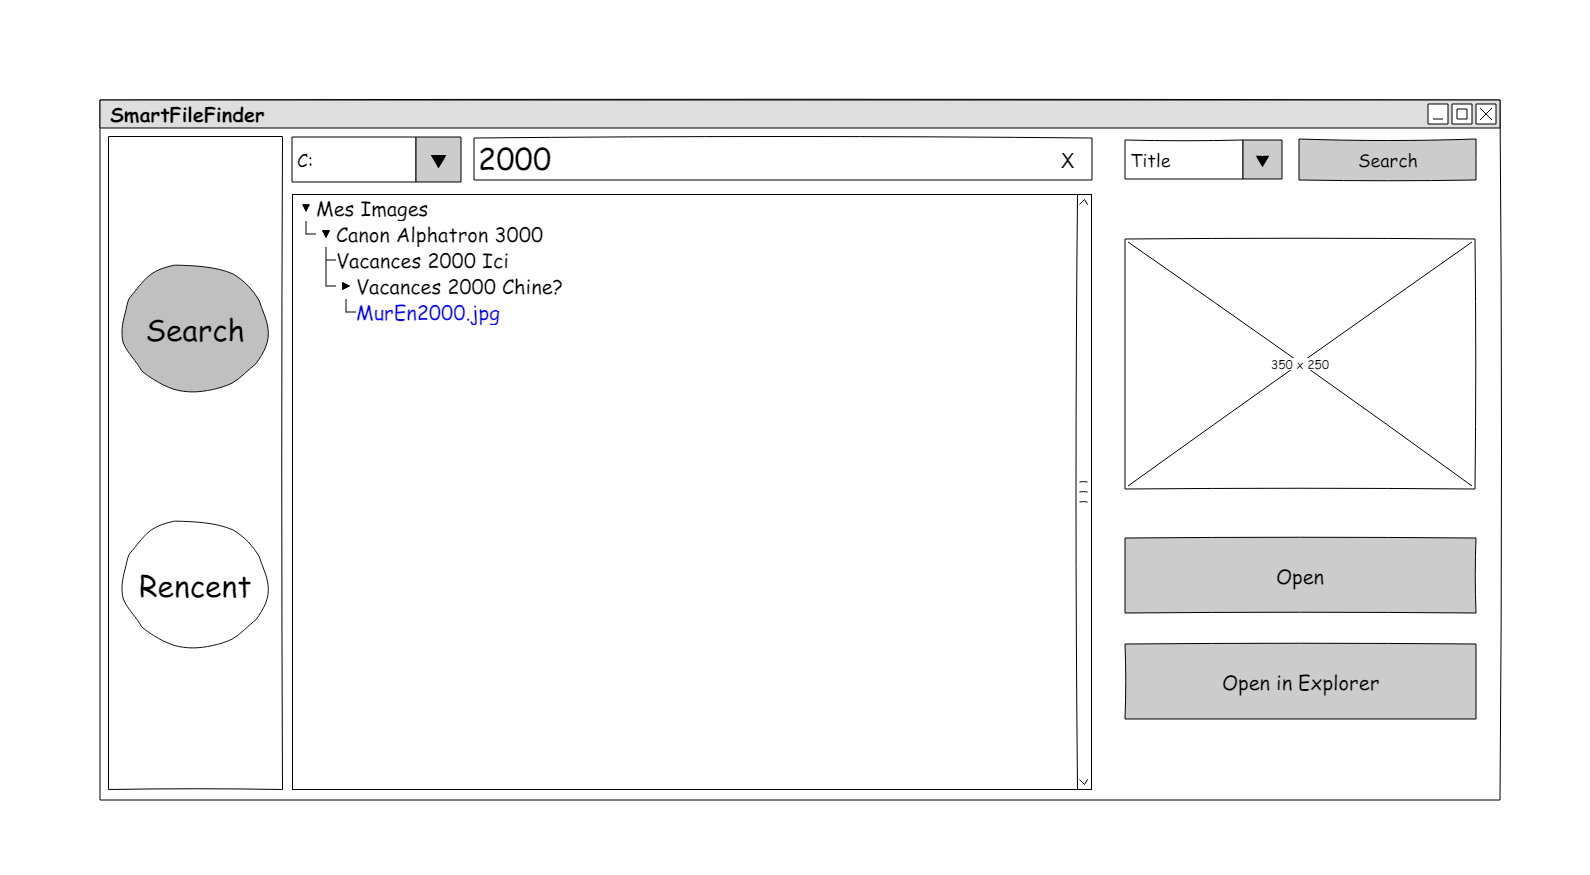 SmartFileFinder
C:
2000
X
Title
Search
Mes Images
Canon Alphatron 3000
Vacances 2000 Ici
Vacances 2000 Chine?
MurEn2000.jpg
Search
Rencent
350 x 250
Open
Open in Explorer